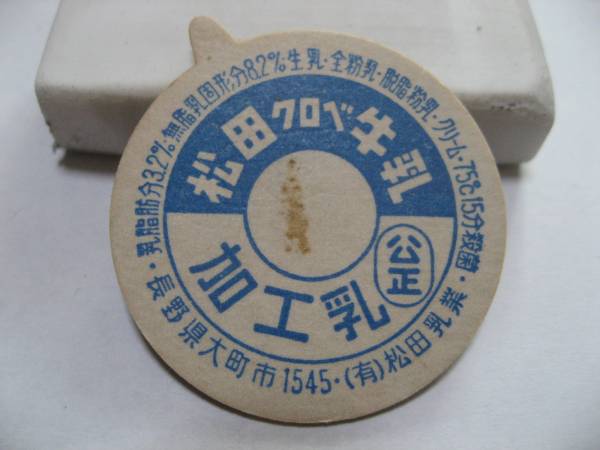 ・乳脂肪分3.2%・無脂乳固形分8.2%・生乳・全粉乳・脱脂粉乳・クリーム・75℃15分殺菌・
松田クロベ牛乳
公正
加工乳
長野県大町市1545・(有)松田乳業